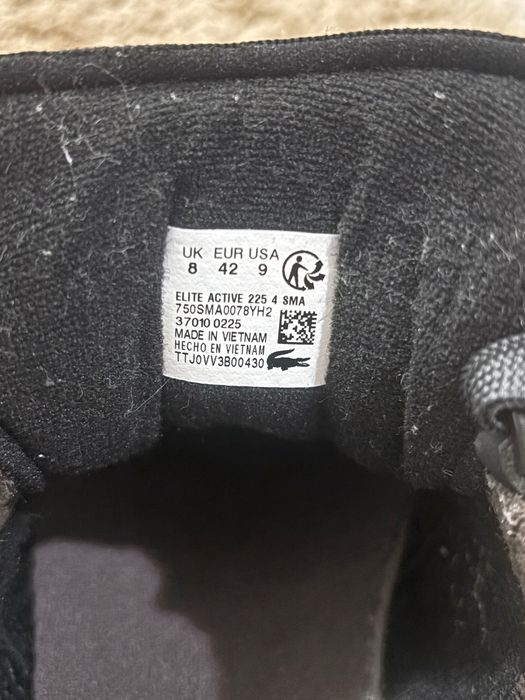 UK EUR USA
8 42 9
ELITE ACTIVE 225 4 SMA
750SMA0078YH2
37010 0225
MADE IN VIETNAM
HECHO EN VIETNAM
TTJ0VV3B00430